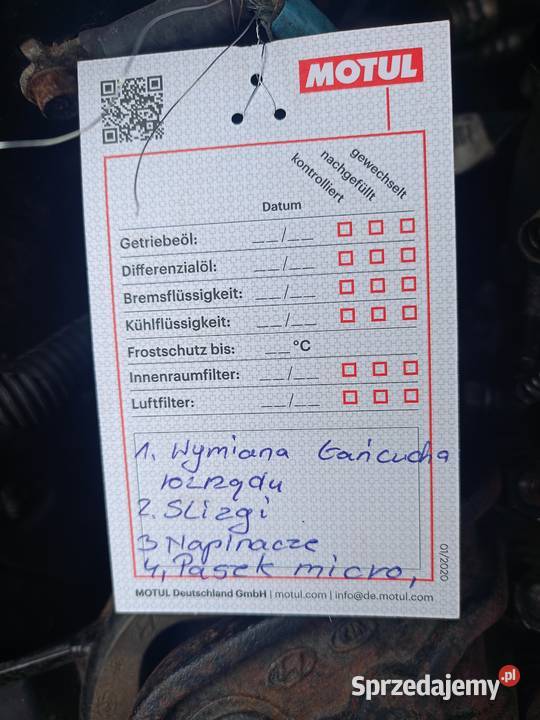 MOTUL
gewechselt
nachgefüllt
kontrolliert
Datum
Getriebeöl: __/__
Differenzialöl: __/__
Bremsflüssigkeit: __/__
Kühlflüssigkeit: __/__
Frostschutz bis: __°C
Innenraumfilter: __/__
Luftfilter: __/__
1. Wymiana Łańcucha
rozrządu
2. Slizgi
3 Napinacze
4, Pasek micro,
01/2020
MOTUL Deutschland GmbH | motul.com | info@de.motul.com
Sprzedajemy.pl